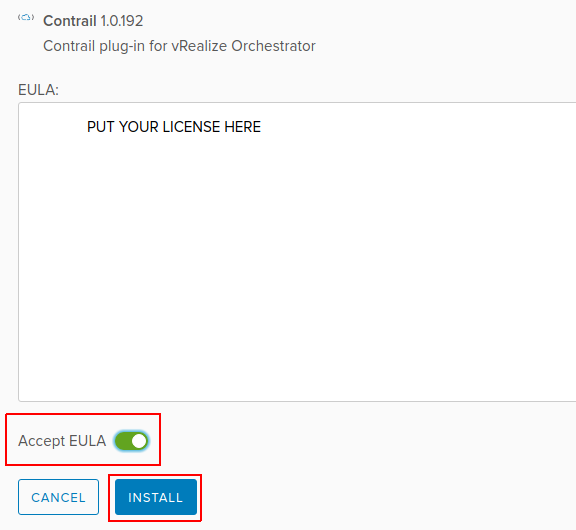 Contrail 1.0.192
Contrail plug-in for vRealize Orchestrator
EULA:
PUT YOUR LICENSE HERE
Accept EULA
CANCEL INSTALL